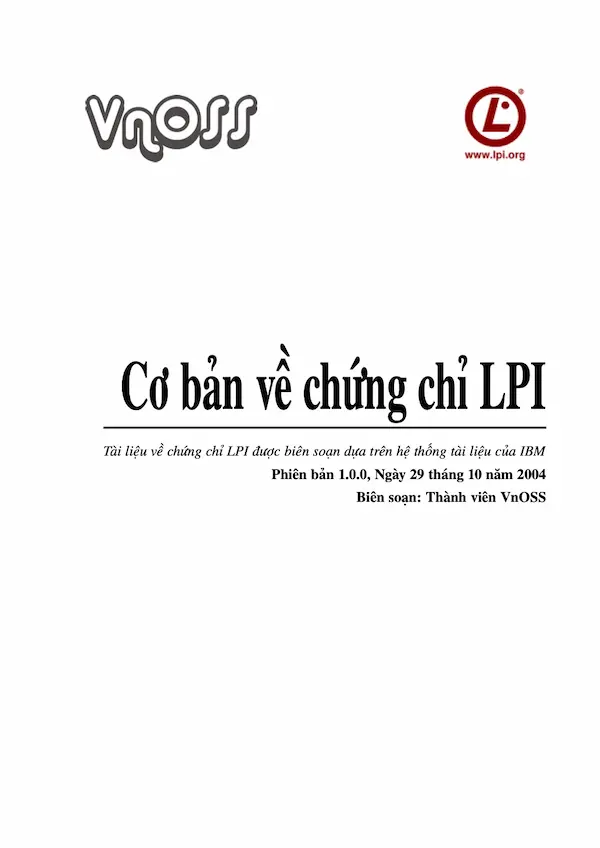 VnOSS
L®
www.lpi.org
Cơ bản về chứng chỉ LPI
Tài liệu về chứng chỉ LPI được biên soạn dựa trên hệ thống tài liệu của IBM
Phiên bản 1.0.0, Ngày 29 tháng 10 năm 2004
Biên soạn: Thành viên VnOSS